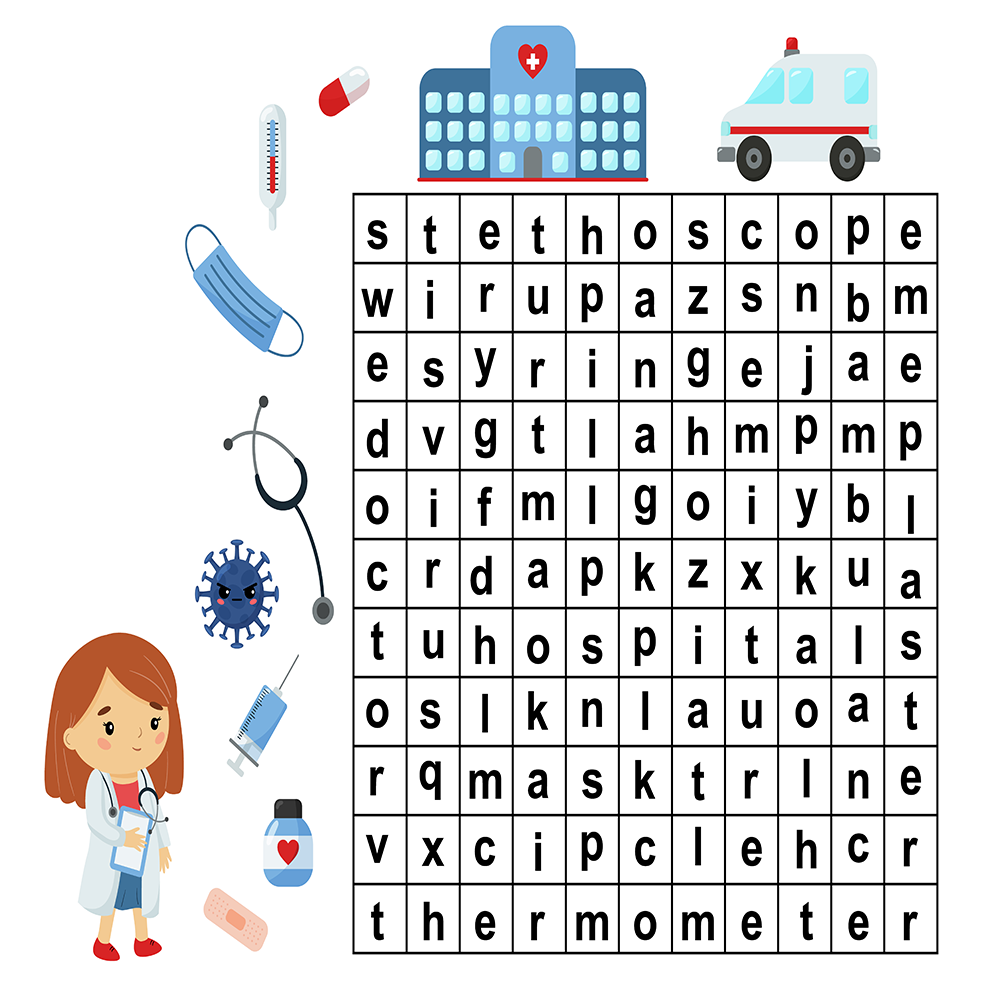 s t e t h o s c o p e
w i r u p a z s n b m
e s y r i n g e j a e
d v g t l a h m p m p
o i f m l g o i y b l
c r d a p k z x k u a
t u h o s p i t a l s
o s l k n l a u o a t
r q m a s k t r l n e
v x c i p c l e h c r
t h e r m o m e t e r